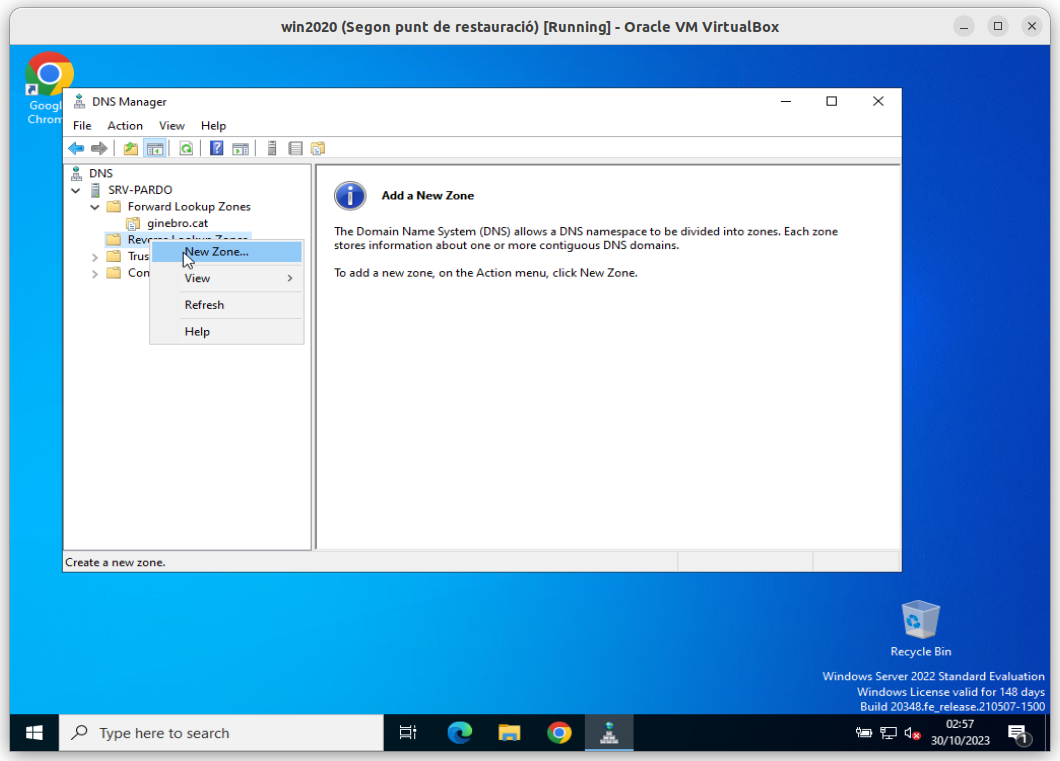 win2020 (Segon punt de restauració) [Running] - Oracle VM VirtualBox
Chrom
DNS Manager
File Action View Help
DNS
SRV-PARDO
Forward Lookup Zones
ginebro.cat
Reverse Lookup Zones
Trus
Con
New Zone...
View
Refresh
Help
Add a New Zone
The Domain Name System (DNS) allows a DNS namespace to be divided into zones. Each zone
stores information about one or more contiguous DNS domains.
To add a new zone, on the Action menu, click New Zone.
Create a new zone.
Recycle Bin
Windows Server 2022 Standard Evaluation
Windows License valid for 148 days
Build 20348.fe_release.210507-1500
Type here to search
02:57
30/10/2023
1